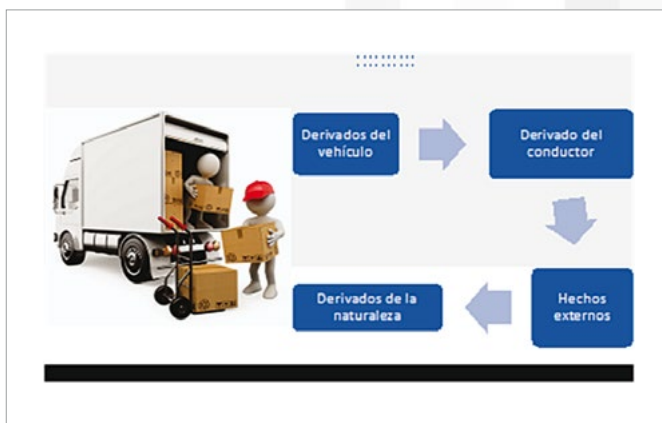 Derivados del
vehículo
Derivado del
conductor
Hechos
externos
Derivados de la
naturaleza